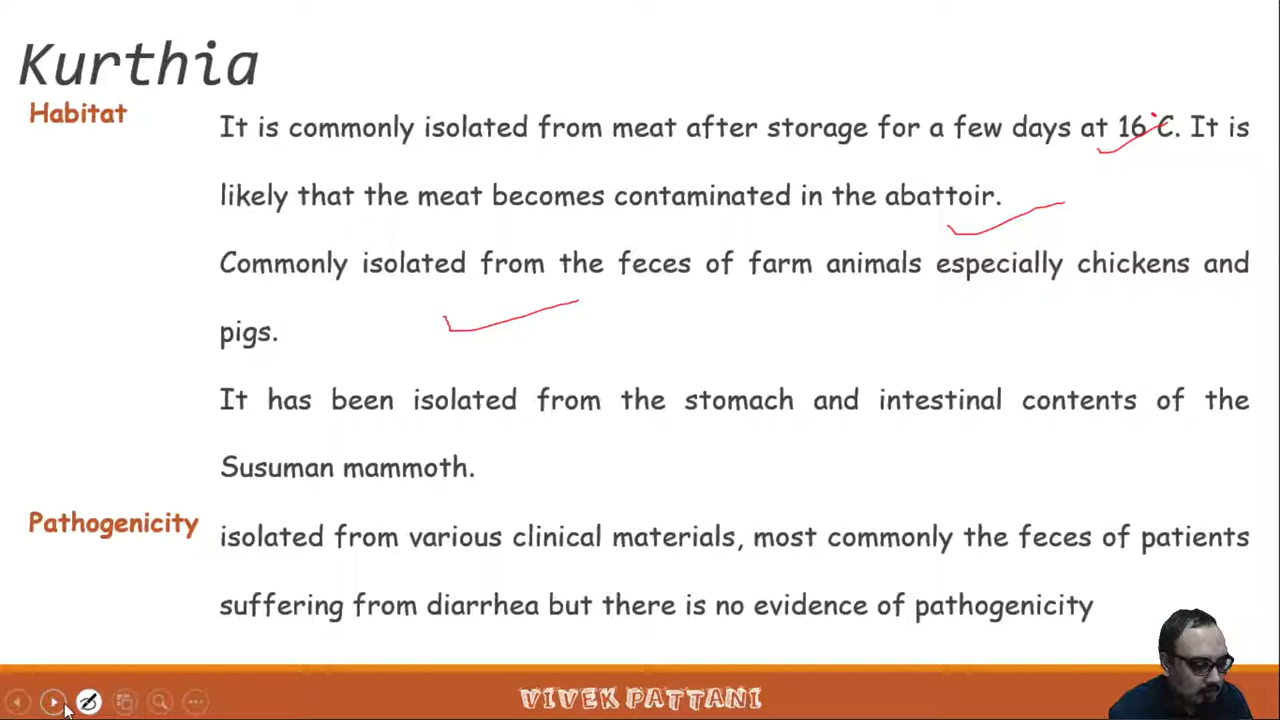 Kurthia
Habitat
It is commonly isolated from meat after storage for a few days at 16°C. It is
likely that the meat becomes contaminated in the abattoir.
Commonly isolated from the feces of farm animals especially chickens and
pigs.
It has been isolated from the stomach and intestinal contents of the
Susuman mammoth.
Pathogenicity
isolated from various clinical materials, most commonly the feces of patients
suffering from diarrhea but there is no evidence of pathogenicity
VIVEK PATTANI